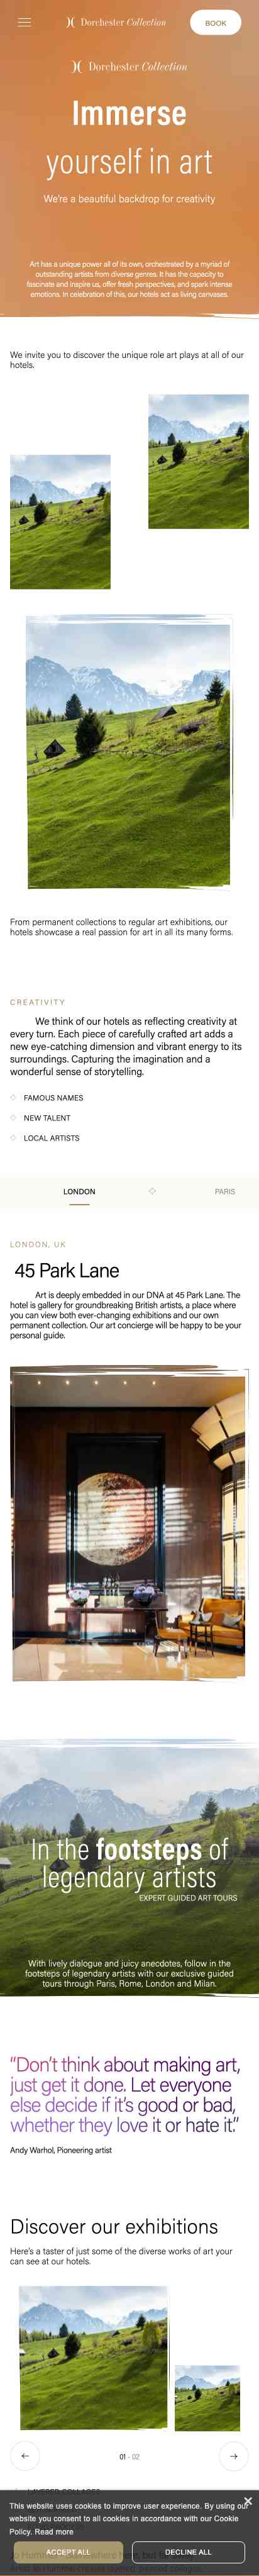 Dorchester Collection
BOOK
Dorchester Collection
Immerse
yourself in art
We're a beautiful backdrop for creativity
Art has a unique power all of its own, orchestrated by a myriad of
outstanding artists from diverse genres. It has the capacity to
fascinate and inspire us, offer fresh perspectives, and spark intense
emotions. In celebration of this, our hotels act as living canvases.
We invite you to discover the unique role art plays at all of our
hotels.
From permanent collections to regular art exhibitions, our
hotels showcase a real passion for art in all its many forms.
CREATIVITY
We think of our hotels as reflecting creativity at
every turn. Each piece of carefully crafted art adds a
new eye-catching dimension and vibrant energy to its
surroundings. Capturing the imagination and a
wonderful sense of storytelling.
FAMOUS NAMES
NEW TALENT
LOCAL ARTISTS
LONDON
PARIS
LONDON, UK
45 Park Lane
Art is deeply embedded in our DNA at 45 Park Lane. The
hotel is gallery for groundbreaking British artists, a place where
you can view both ever-changing exhibitions and our own
permanent collection. Our art concierge will be happy to be your
personal guide.
In the footsteps of
legendary artists
EXPERT GUIDED ART TOURS
With lively dialogue and juicy anecdotes, follow in the
footsteps of legendary artists with our exclusive guided
tours through Paris, Rome, London and Milan.
“Don’t think about making art,
just get it done. Let everyone
else decide if it’s good or bad,
whether they love it or hate it.”
Andy Warhol, Pioneering artist
Discover our exhibitions
Here's a taster of just some of the diverse works of art your
can see at our hotels.
01 - 02
LAYERED COLLAGES
This website uses cookies to improve user experience. By using our
website you consent to all cookies in accordance with our Cookie
Policy. Read more
ACCEPT ALL
DECLINE ALL